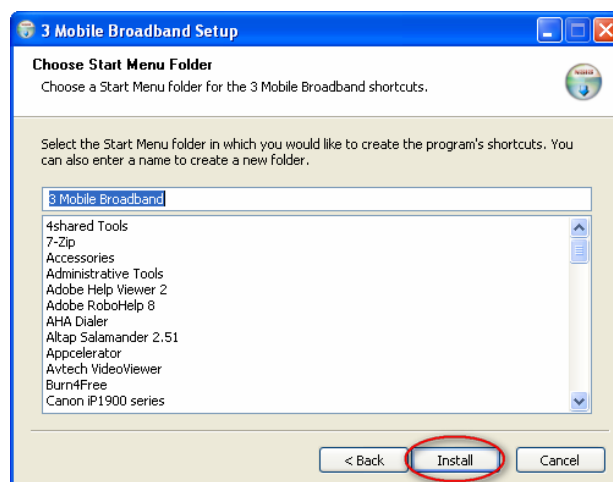 3 Mobile Broadband Setup
Choose Start Menu Folder
Choose a Start Menu folder for the 3 Mobile Broadband shortcuts.
Select the Start Menu folder in which you would like to create the program's shortcuts. You
can also enter a name to create a new folder.
3 Mobile Broadband
4shared Tools
7-Zip
Accessories
Administrative Tools
Adobe Help Viewer 2
Adobe RoboHelp 8
AHA Dialer
Altap Salamander 2.51
Appcelerator
Avtech VideoViewer
Burn4Free
Canon iP1900 series
< Back
Install
Cancel